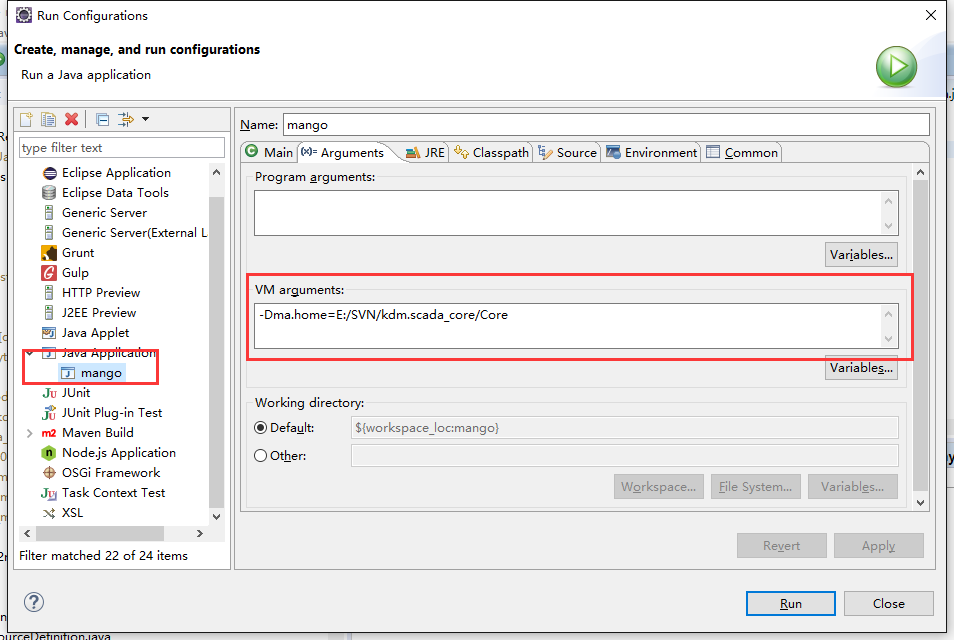 Run Configurations
Create, manage, and run configurations
Run a Java application
type filter text
Eclipse Application
Eclipse Data Tools
Generic Server
Generic Server(External L
Grunt
Gulp
HTTP Preview
J2EE Preview
Java Applet
Java Application
mango
JUnit
JUnit Plug-in Test
Maven Build
Node.js Application
OSGi Framework
Task Context Test
XSL
Filter matched 22 of 24 items
Name: mango
Main (x)= Arguments JRE Classpath Source Environment Common
Program arguments:
Variables...
VM arguments:
-Dma.home=E:/SVN/kdm.scada_core/Core
Variables...
Working directory:
Default: ${workspace_loc:mango}
Other:
Workspace... File System... Variables...
Revert Apply
Run Close
ourceDefinition.java